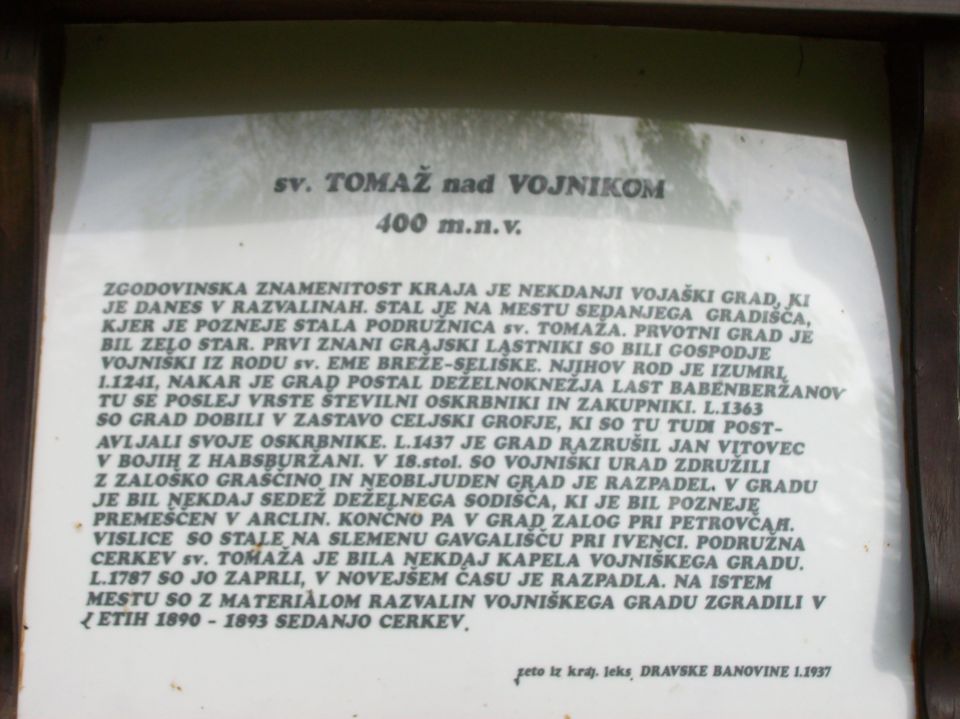 sv. TOMAŽ nad VOJNIKOM
400 m.n.v.
ZGODOVINSKA ZNAMENITOST KRAJA JE NEKDANJI VOJAŠKI GRAD, KI
JE DANES V RAZVALINAH. STAL JE NA MESTU SEDANJEGA GRADIŠČA,
KJER JE POZNEJE STALA PODRUŽNICA sv. TOMAŽA. PRVOTNI GRAD JE
BIL ZELO STAR. PRVI ZNANI GRAJSKI LASTNIKI SO BILI GOSPODJE
VOJNIŠKI IZ RODU sv. EME BREŽE-SELIŠKE. NJIHOV ROD JE IZUMRL
l.1241, NAKAR JE GRAD POSTAL DEŽELNOKNEŽJA LAST BABENBERŽANOV
TU SE POSLEJ VRSTE ŠTEVILNI OSKRBNIKI IN ZAKUPNIKI. L.1363
SO GRAD DOBILI V ZASTAVO CELJSKI GROFJE, KI SO TU TUDI POST-
AVLJALI SVOJE OSKRBNIKE. L.1437 JE GRAD RAZRUŠIL JAN VITOVEC
V BOJIH Z HABSBURŽANI. V 18.stol. SO VOJNIŠKI URAD ZDRUŽILI
Z ZALOŠKO GRAŠČINO IN NEOBLJUDEN GRAD JE RAZPADEL. V GRADU
JE BIL NEKDAJ SEDEŽ DEŽELNEGA SODIŠČA, KI JE BIL POZNEJE
PREMEŠČEN V ARCLIN. KONČNO PA V GRAD ZALOG PRI PETROVČAH.
VISLICE SO STALE NA SLEMENU GAVGALIŠČU PRI IVENCI. PODRUŽNA
CERKEV sv. TOMAŽA JE BILA NEKDAJ KAPELA VOJNIŠKEGA GRADU.
L.1787 SO JO ZAPRLI, V NOVEJŠEM ČASU JE RAZPADLA. NA ISTEM
MESTU SO Z MATERIALOM RAZVALIN VOJNIŠKEGA GRADU ZGRADILI V
LETIH 1890 - 1893 SEDANJO CERKEV.
zeto iz kraj. leks. DRAVSKE BANOVINE l.1937